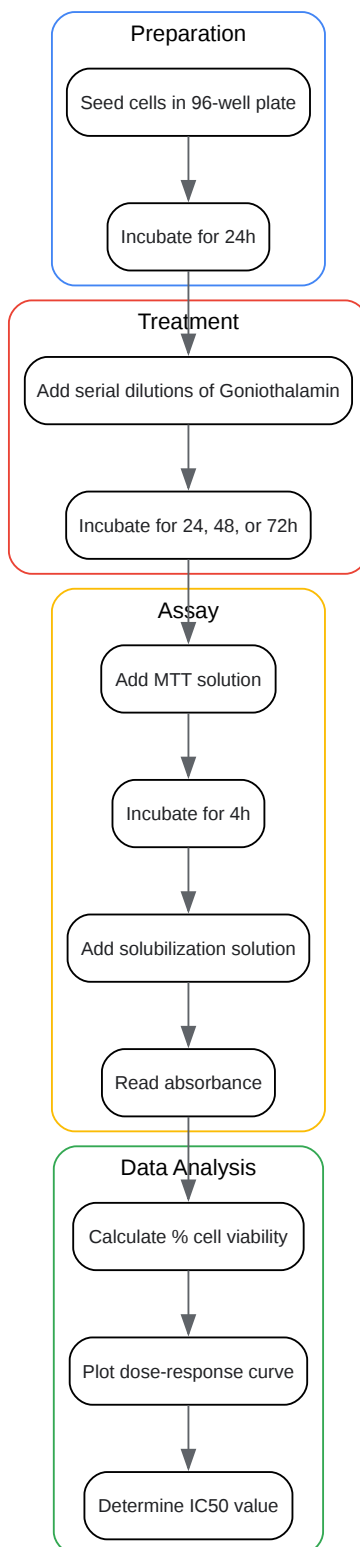 Preparation
Seed cells in 96-well plate
Incubate for 24h
Treatment
Add serial dilutions of Goniothalamin
Incubate for 24, 48, or 72h
Assay
Add MTT solution
Incubate for 4h
Add solubilization solution
Read absorbance
Data Analysis
Calculate % cell viability
Plot dose-response curve
Determine IC50 value